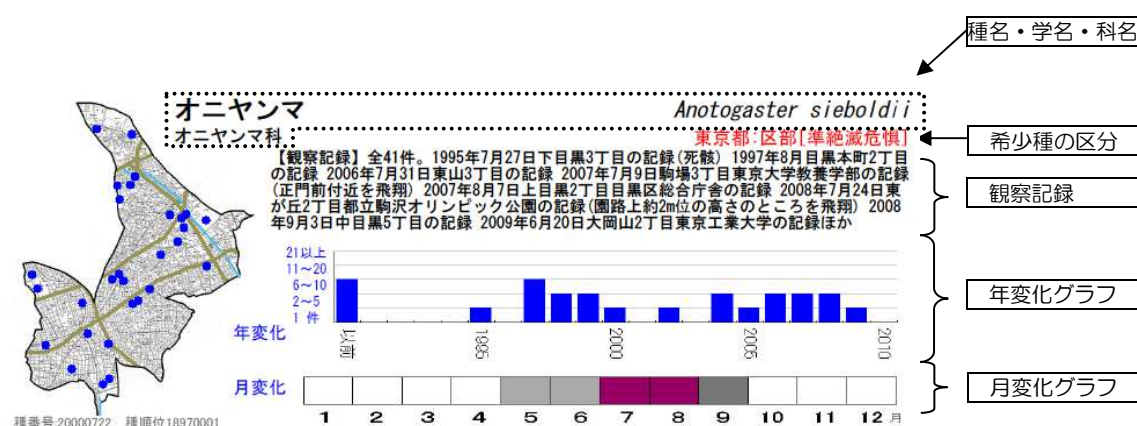 種名・学名・科名
オニヤンマ Anotogaster sieboldii
オニヤンマ科 東京都:区部[準絶滅危惧]
希少種の区分
【観察記録】全41件。1995年7月27日下目黒3丁目の記録(死骸) 1997年8月目黒本町2丁目
の記録 2006年7月31日東山3丁目の記録 2007年7月9日駒場3丁目東京大学教養学部の記録
(正門前付近を飛翔) 2007年8月7日上目黒2丁目目黒区総合庁舎の記録 2008年7月24日東
が丘2丁目都立駒沢オリンピック公園の記録(園路上約2m位の高さのところを飛翔) 2008
年9月3日中目黒5丁目の記録 2009年6月20日大岡山2丁目東京工業大学の記録ほか
観察記録
21以上
11～20
6～10
2～5
1 件
年変化
以前 1995 2000 2005 2010
年変化グラフ
月変化
1 2 3 4 5 6 7 8 9 10 11 12 月
月変化グラフ
種番号:20000722 種順位18970001